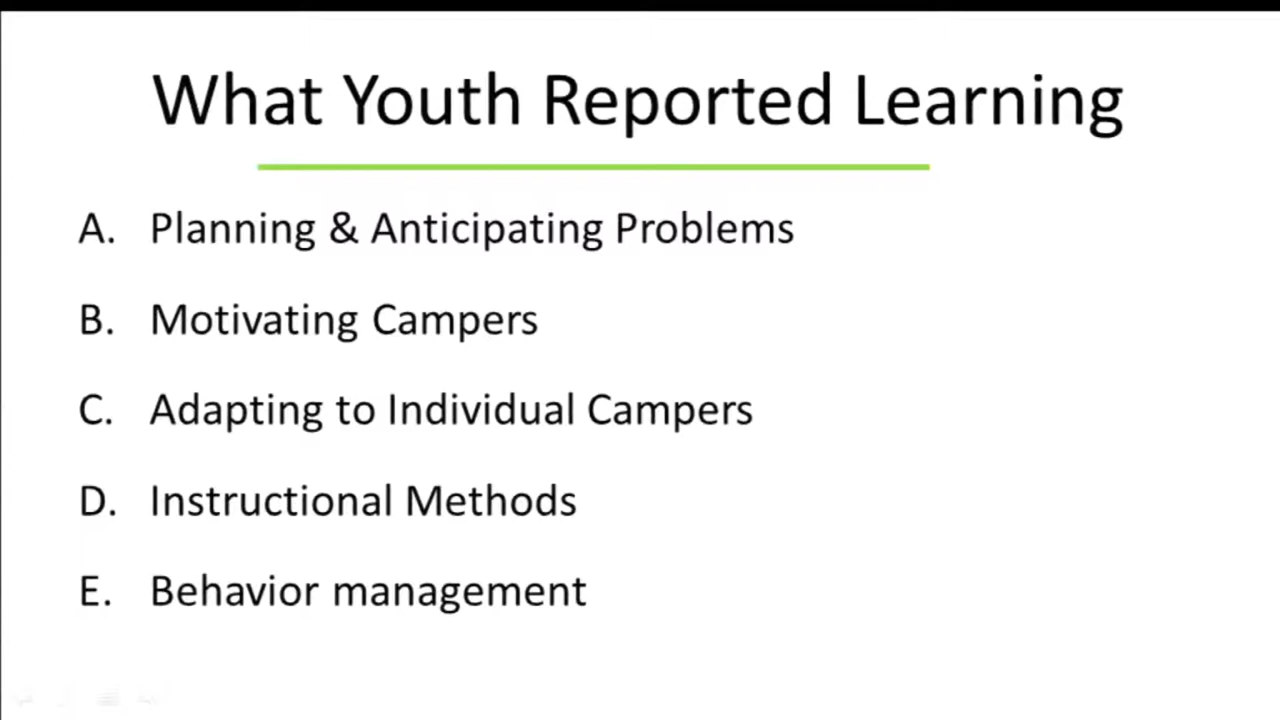 What Youth Reported Learning
A. Planning & Anticipating Problems
B. Motivating Campers
C. Adapting to Individual Campers
D. Instructional Methods
E. Behavior management